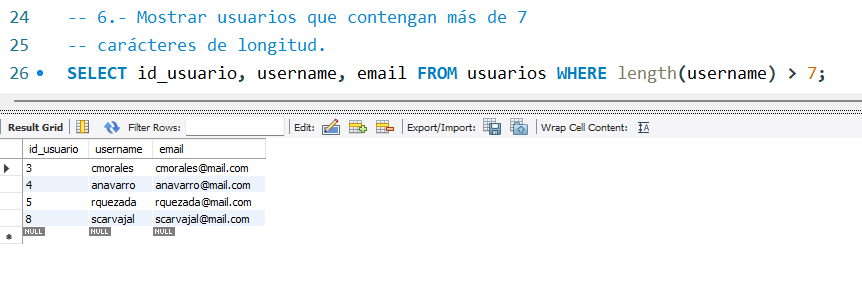 24 -- 6.- Mostrar usuarios que contengan más de 7
25 -- carácteres de longitud.
26 SELECT id_usuario, username, email FROM usuarios WHERE length(username) > 7;
Result Grid Filter Rows: Edit: Export/Import: Wrap Cell Content: IA
id_usuario username email
3 cmorales cmorales@mail.com
4 anavarro anavarro@mail.com
5 rquezada rquezada@mail.com
8 scarvajal scarvajal@mail.com
NULL NULL NULL